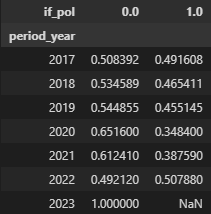 if_pol 0.0 1.0
period_year
2017 0.508392 0.491608
2018 0.534589 0.465411
2019 0.544855 0.455145
2020 0.651600 0.348400
2021 0.612410 0.387590
2022 0.492120 0.507880
2023 1.000000 NaN